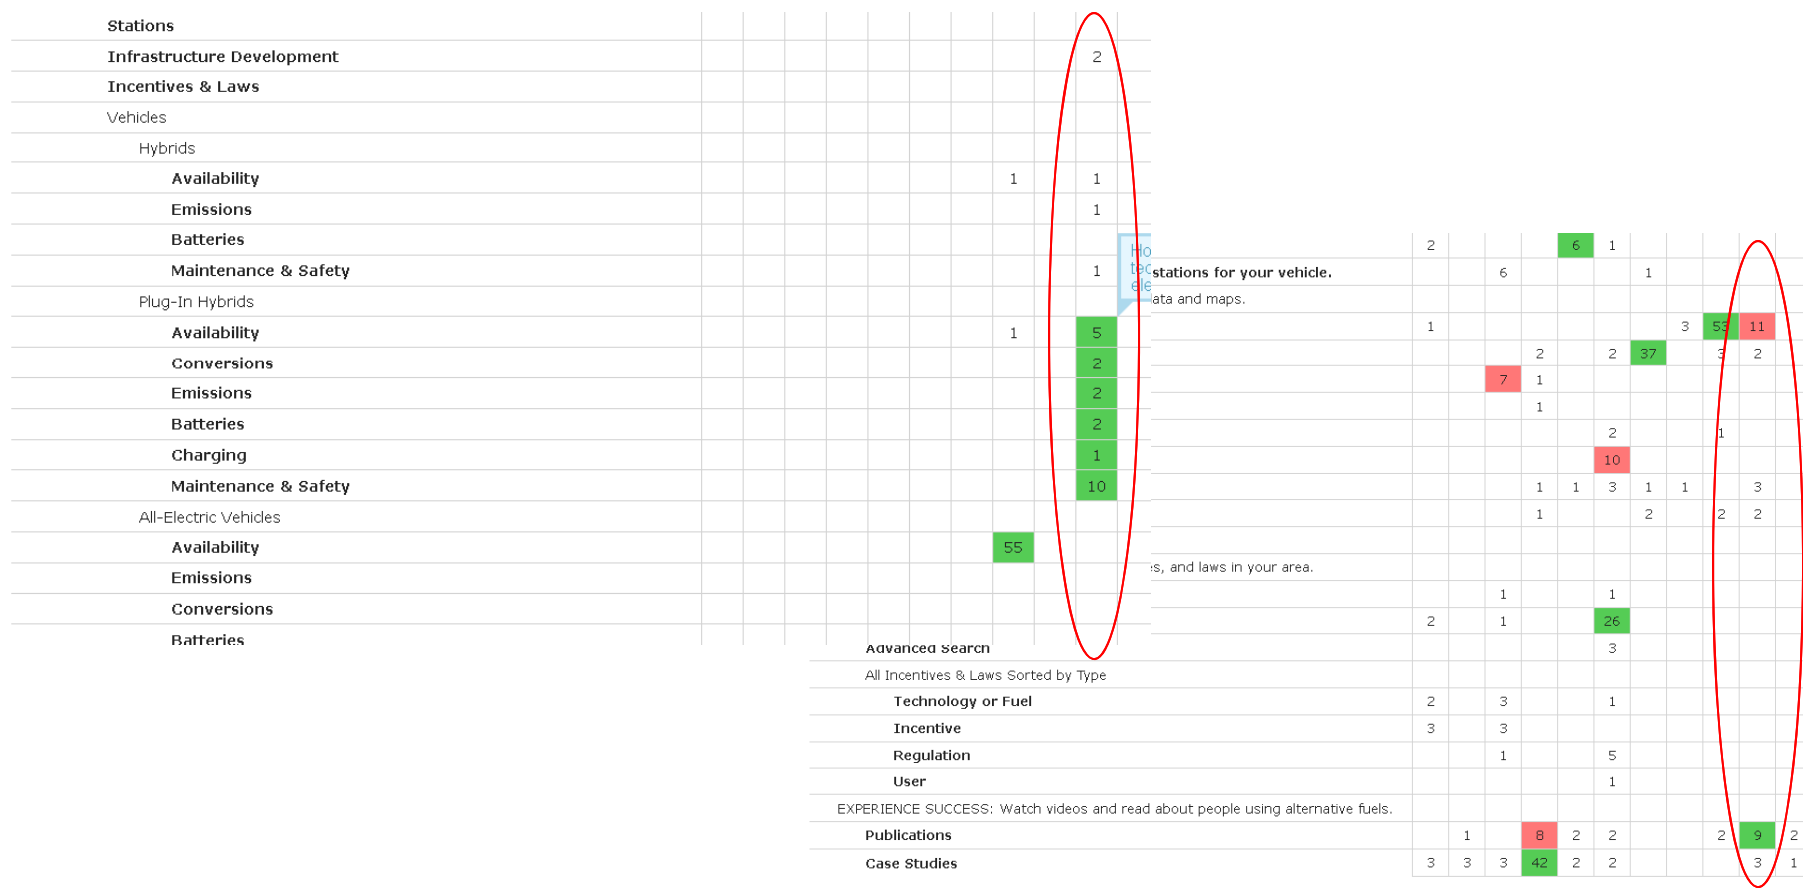 Stations
Infrastructure Development 2
Incentives & Laws
Vehicles
Hybrids
Availability 1 1
Emissions 1
Batteries
Maintenance & Safety 1
Plug-In Hybrids
Availability 1 5
Conversions 2
Emissions 2
Batteries 2
Charging 1
Maintenance & Safety 10
All-Electric Vehicles
Availability 55
Emissions
Conversions
Batteries
Ho
tec
ele
2 6 1
stations for your vehicle. 6 1
ata and maps.
1 3 53 11
2 2 37 3 2
7 1
1
2 1
10
1 1 3 1 1 3
1 2 2 2
s, and laws in your area.
1 1
2 1 26
Advanced Search 3
All Incentives & Laws Sorted by Type
Technology or Fuel 2 3 1
Incentive 3 3
Regulation 1 5
User 1
EXPERIENCE SUCCESS: Watch videos and read about people using alternative fuels.
Publications 1 8 2 2 2 9 2
Case Studies 3 3 3 42 2 2 3 1